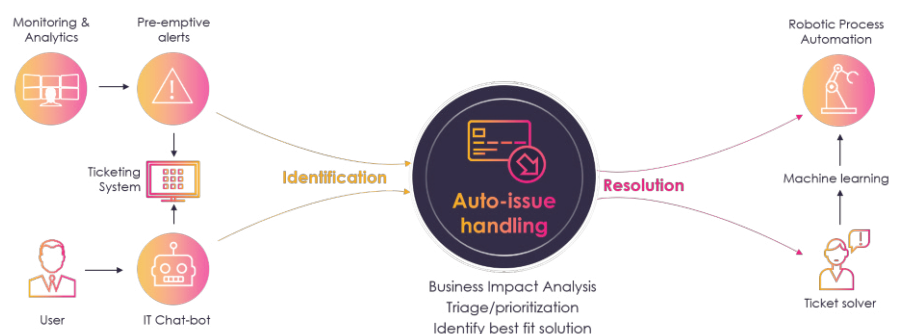 Monitoring &
Analytics
Pre-emptive
alerts
Robotic Process
Automation
Ticketing
System
Identification
Auto-issue
handling
Resolution
Machine learning
User
IT Chat-bot
Business Impact Analysis
Triage/prioritization
Identify best fit solution
Ticket solver